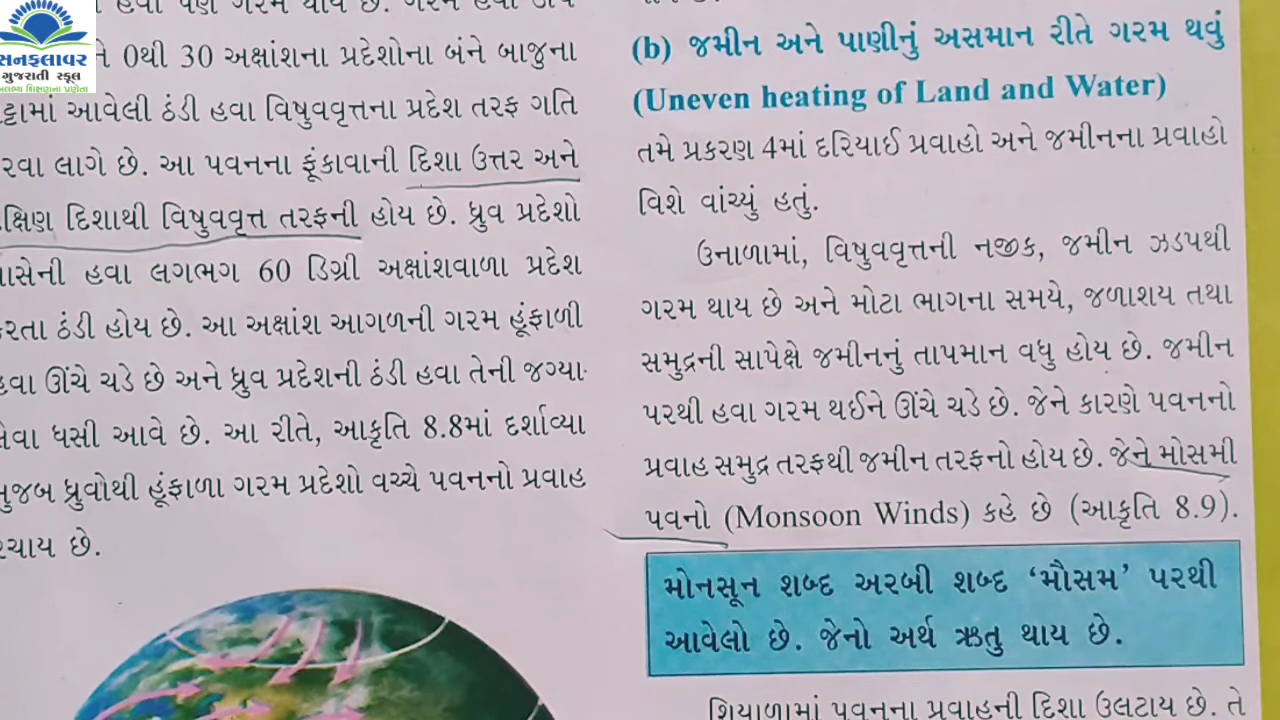 સનફ્લાવર
ગુજરાતી સ્કૂલ
0થી 30 અક્ષાંશના પ્રદેશોના બંને બાજુના
આવેલી ઠંડી હવા વિષુવવૃત્તના પ્રદેશ તરફ ગતિ
લાગે છે. આ પવનના ફૂંકાવાની દિશા ઉત્તર અને
દિશાથી વિષુવવૃત્ત તરફની હોય છે. ધ્રુવ પ્રદેશો
હવા લગભગ 60 ડિગ્રી અક્ષાંશવાળા પ્રદેશ
ઠંડી હોય છે. આ અક્ષાંશ આગળની ગરમ હૂંફાળી
હવા ઊંચે ચડે છે અને ધ્રુવ પ્રદેશની ઠંડી હવા તેની જગ્યા
ધસી આવે છે. આ રીતે, આકૃતિ 8.8માં દર્શાવ્યા
મુજબ ધ્રુવોથી હૂંફાળા ગરમ પ્રદેશો વચ્ચે પવનનો પ્રવાહ
રચાય છે.
(b) જમીન અને પાણીનું અસમાન રીતે ગરમ થવું
(Uneven heating of Land and Water)
તમે પ્રકરણ 4માં દરિયાઈ પ્રવાહો અને જમીનના પ્રવાહો
વિશે વાંચ્યું હતું.
ઉનાળામાં, વિષુવવૃત્તની નજીક, જમીન ઝડપથી
ગરમ થાય છે અને મોટા ભાગના સમયે, જળાશય તથા
સમુદ્રની સાપેક્ષે જમીનનું તાપમાન વધુ હોય છે. જમીન
પરથી હવા ગરમ થઈને ઊંચે ચડે છે. જેને કારણે પવનનો
પ્રવાહ સમુદ્ર તરફથી જમીન તરફનો હોય છે. જેને મોસમી
પવનો (Monsoon Winds) કહે છે (આકૃતિ 8.9).
મોનસૂન શબ્દ અરબી શબ્દ ‘મૌસમ’ પરથી
આવેલો છે. જેનો અર્થ ઋતુ થાય છે.
શિયાળામાં પવનના પ્રવાહની દિશા ઉલટાય છે. તે